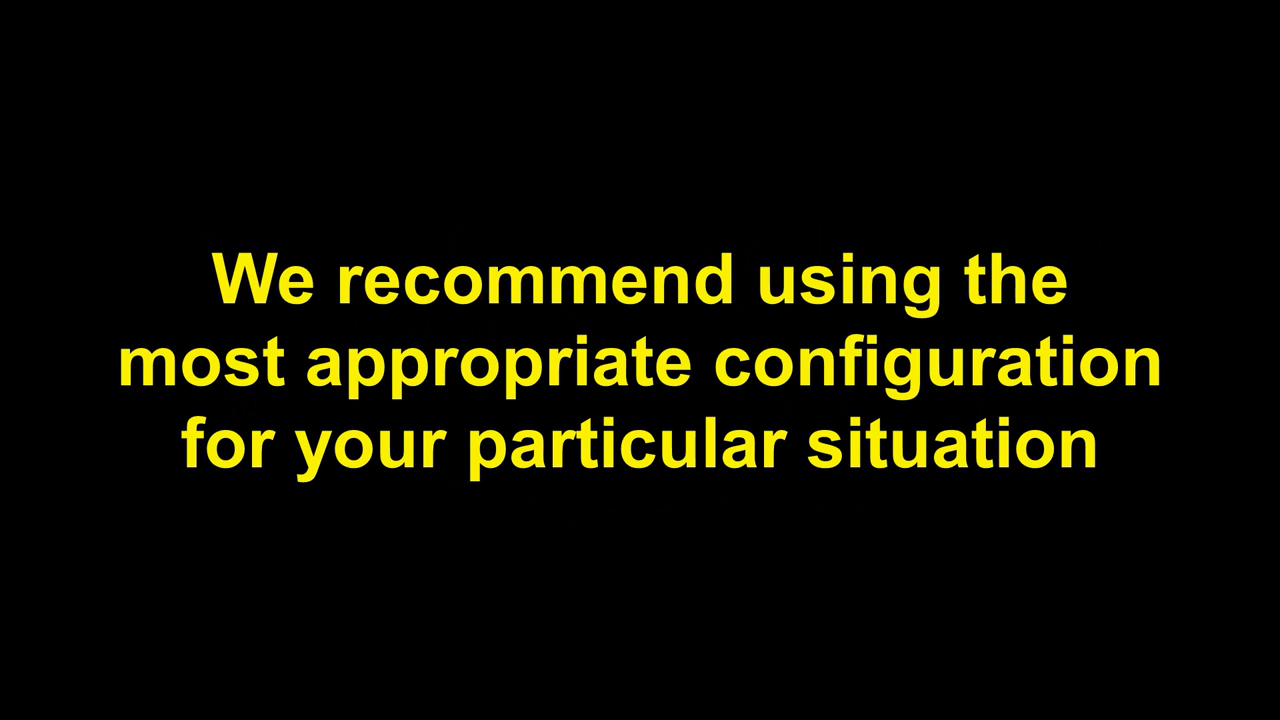 We recommend using the
most appropriate configuration
for your particular situation